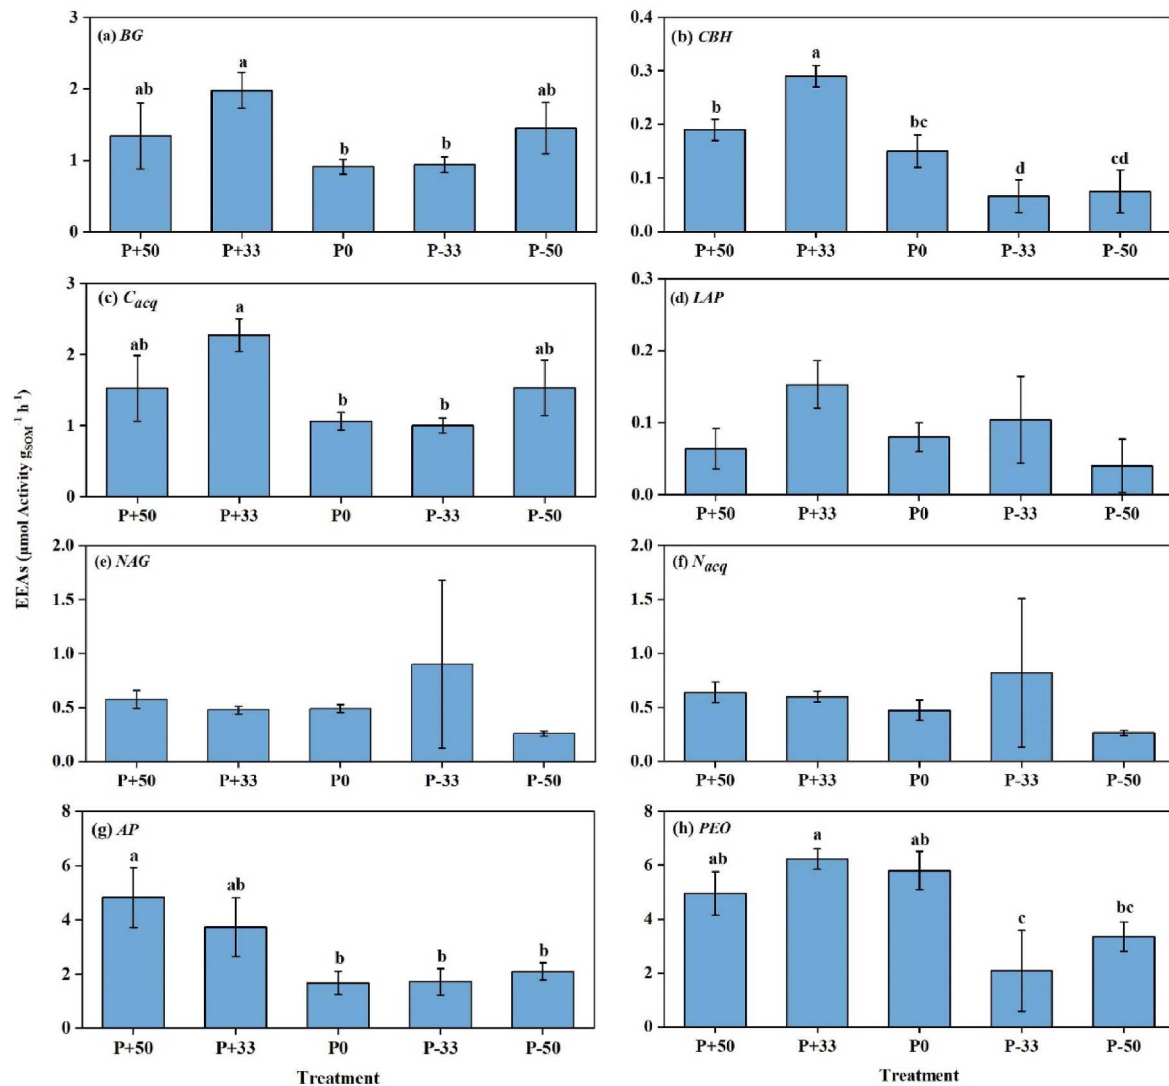 EEAs (μmol Activity gSOM⁻¹ h⁻¹)
(a) BG
3
2
1
0
ab
a
b
b
ab
P+50 P+33 P0 P-33 P-50
(b) CBH
0.4
0.3
0.2
0.1
0.0
b
a
bc
d
cd
P+50 P+33 P0 P-33 P-50
(c) Cacq
3
2
1
0
ab
a
b
b
ab
P+50 P+33 P0 P-33 P-50
(d) LAP
0.3
0.2
0.1
0.0
P+50 P+33 P0 P-33 P-50
(e) NAG
2.0
1.5
1.0
0.5
0.0
P+50 P+33 P0 P-33 P-50
(f) Nacq
2.0
1.5
1.0
0.5
0.0
P+50 P+33 P0 P-33 P-50
(g) AP
8
6
4
2
0
a
ab
b
b
b
P+50 P+33 P0 P-33 P-50
Treatment
(h) PEO
8
6
4
2
0
ab
a
ab
c
bc
P+50 P+33 P0 P-33 P-50
Treatment